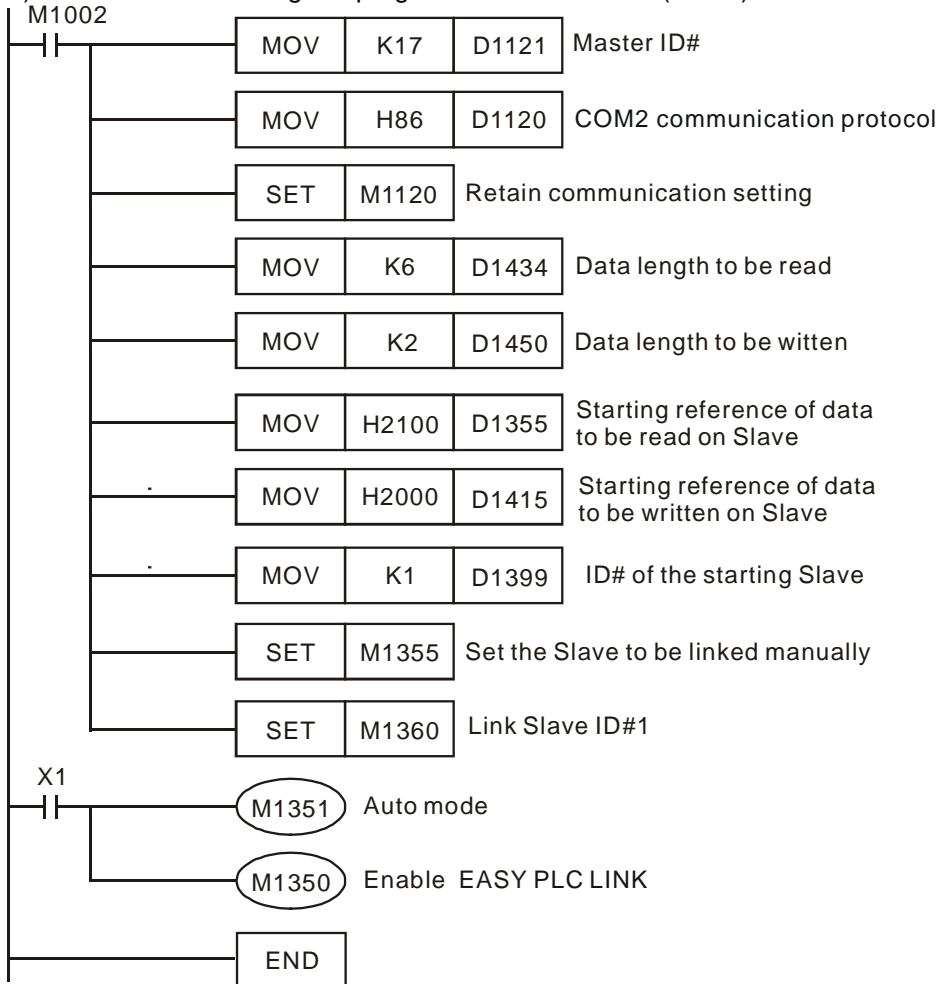 M1002
MOV K17 D1121 Master ID#
MOV H86 D1120 COM2 communication protocol
SET M1120 Retain communication setting
MOV K6 D1434 Data length to be read
MOV K2 D1450 Data length to be witten
MOV H2100 D1355 Starting reference of data
to be read on Slave
MOV H2000 D1415 Starting reference of data
to be written on Slave
MOV K1 D1399 ID# of the starting Slave
SET M1355 Set the Slave to be linked manually
SET M1360 Link Slave ID#1
X1
M1351 Auto mode
M1350 Enable EASY PLC LINK
END